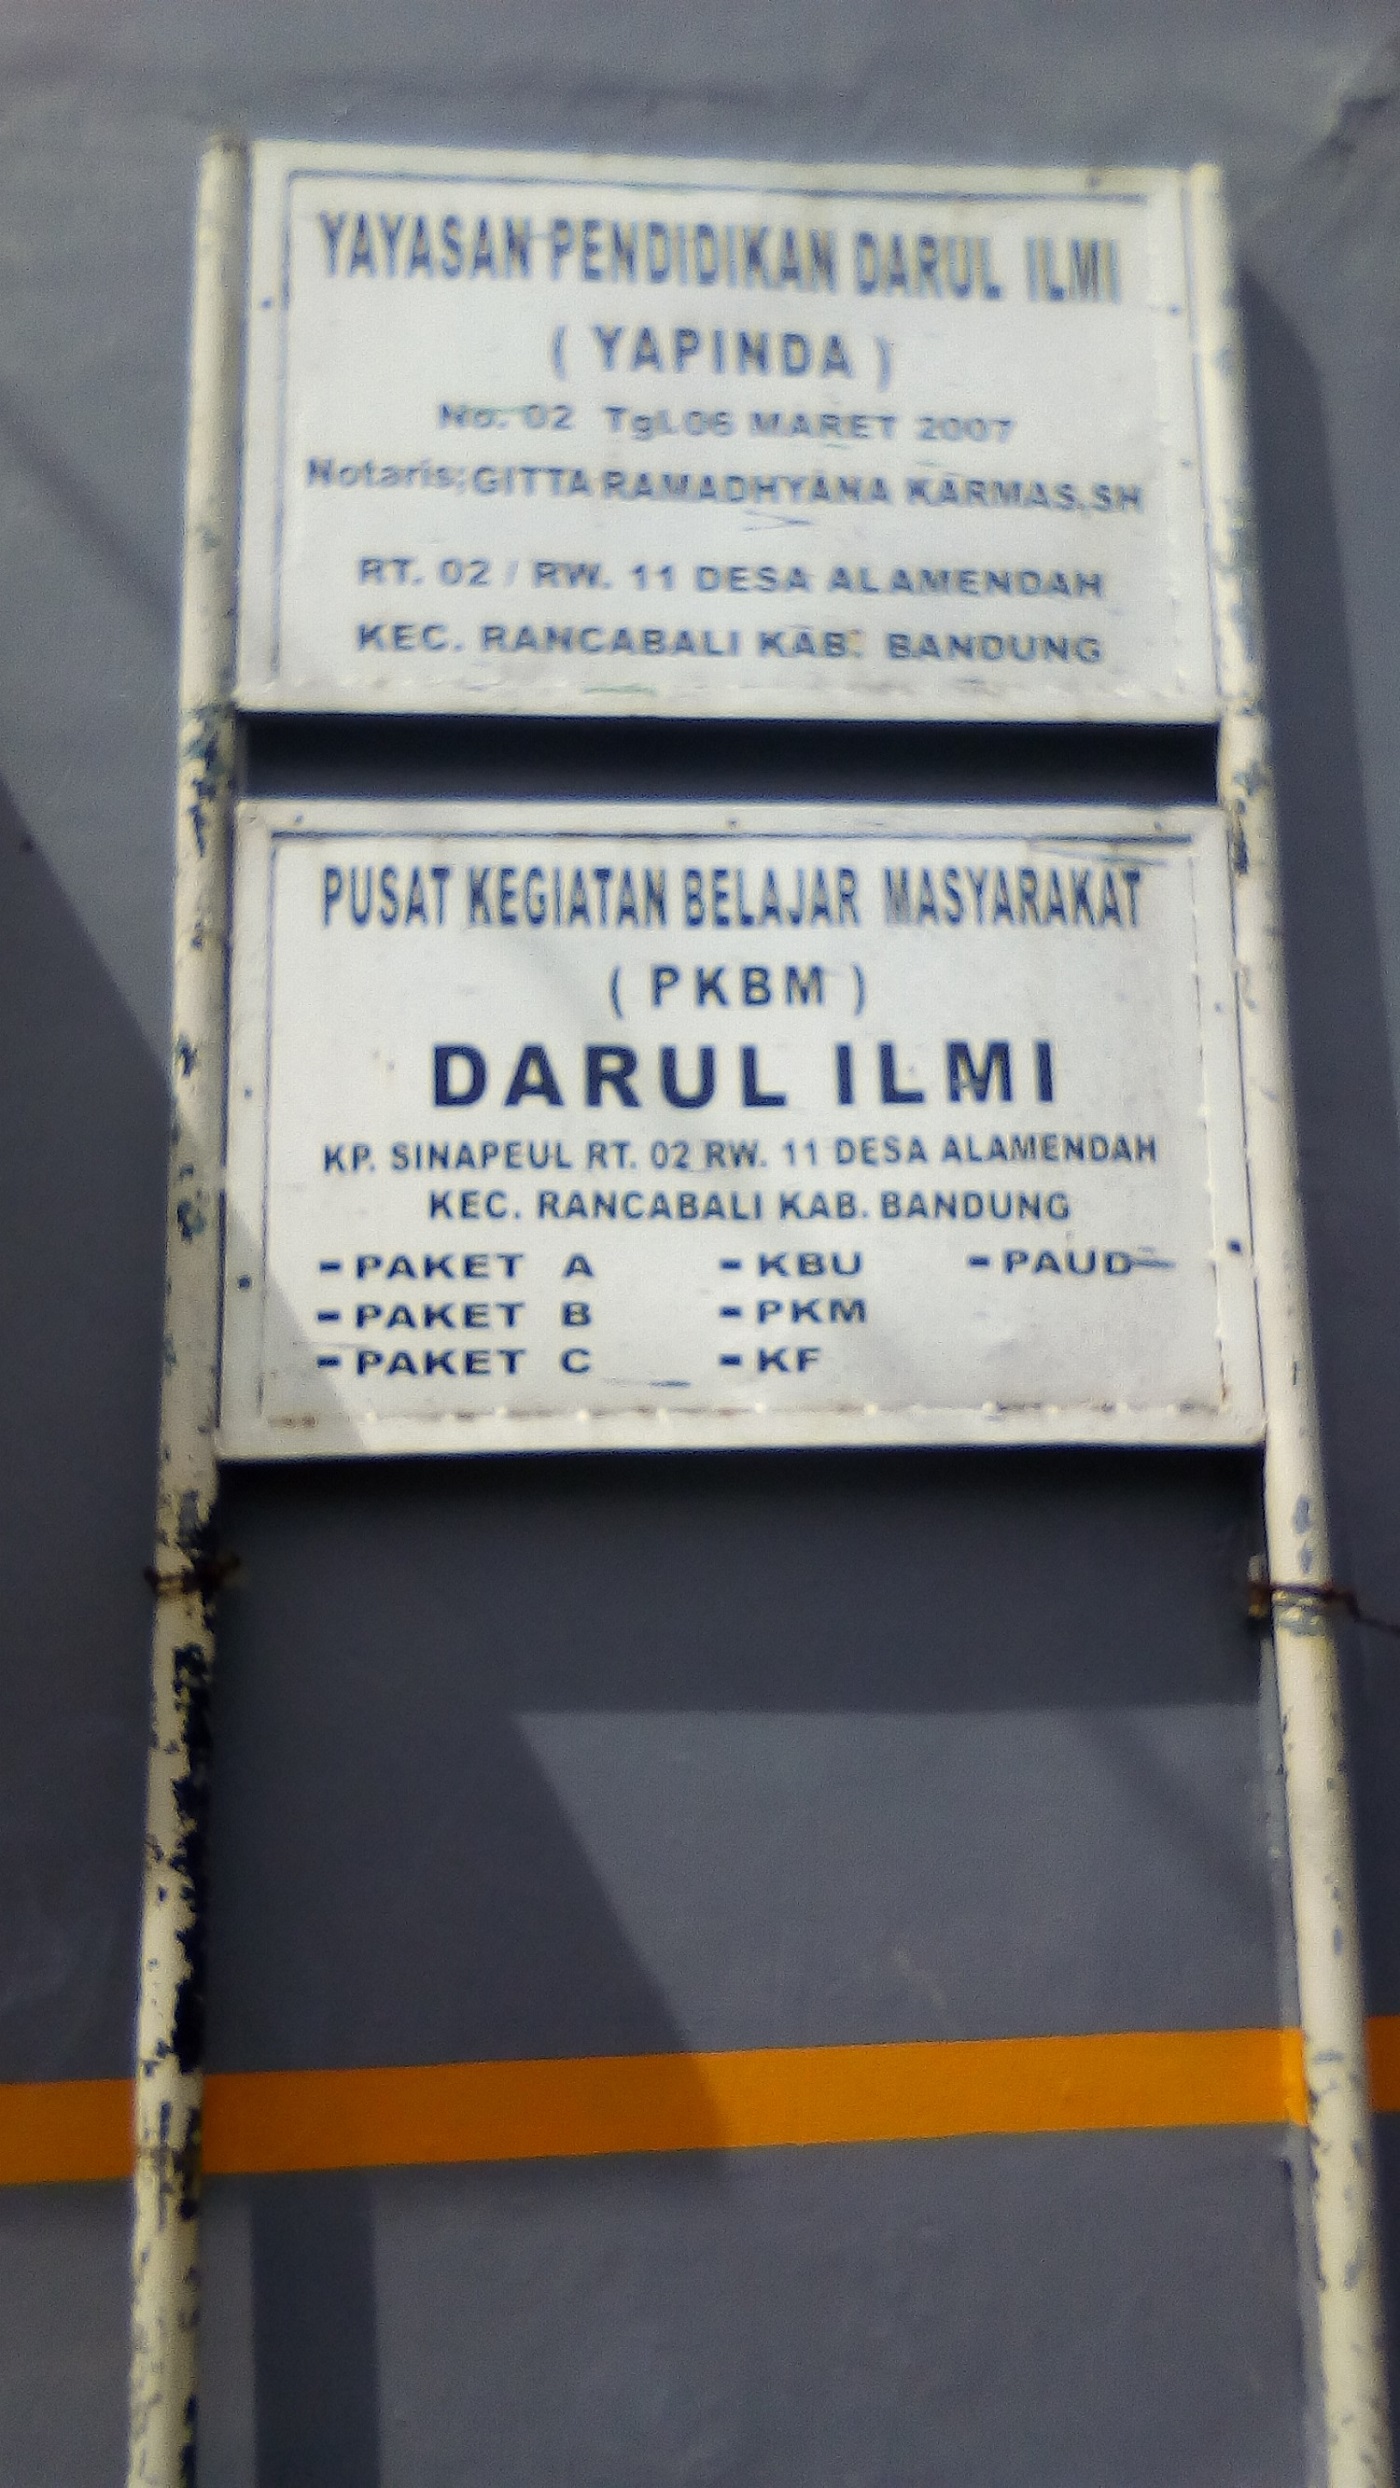 YAYASAN PENDIDIKAN DARUL ILMI
( YAPINDA )
No. 02 Tgl.06 MARET 2007
Notaris;GITTA RAMADHYANA KARMAS.SH
RT. 02 / RW. 11 DESA ALAMENDAH
KEC. RANCABALI KAB. BANDUNG
PUSAT KEGIATAN BELAJAR MASYARAKAT
( PKBM )
DARUL ILMI
KP. SINAPEUL RT. 02 RW. 11 DESA ALAMENDAH
KEC. RANCABALI KAB. BANDUNG
- PAKET A - KBU - PAUD
- PAKET B - PKM
- PAKET C - KF